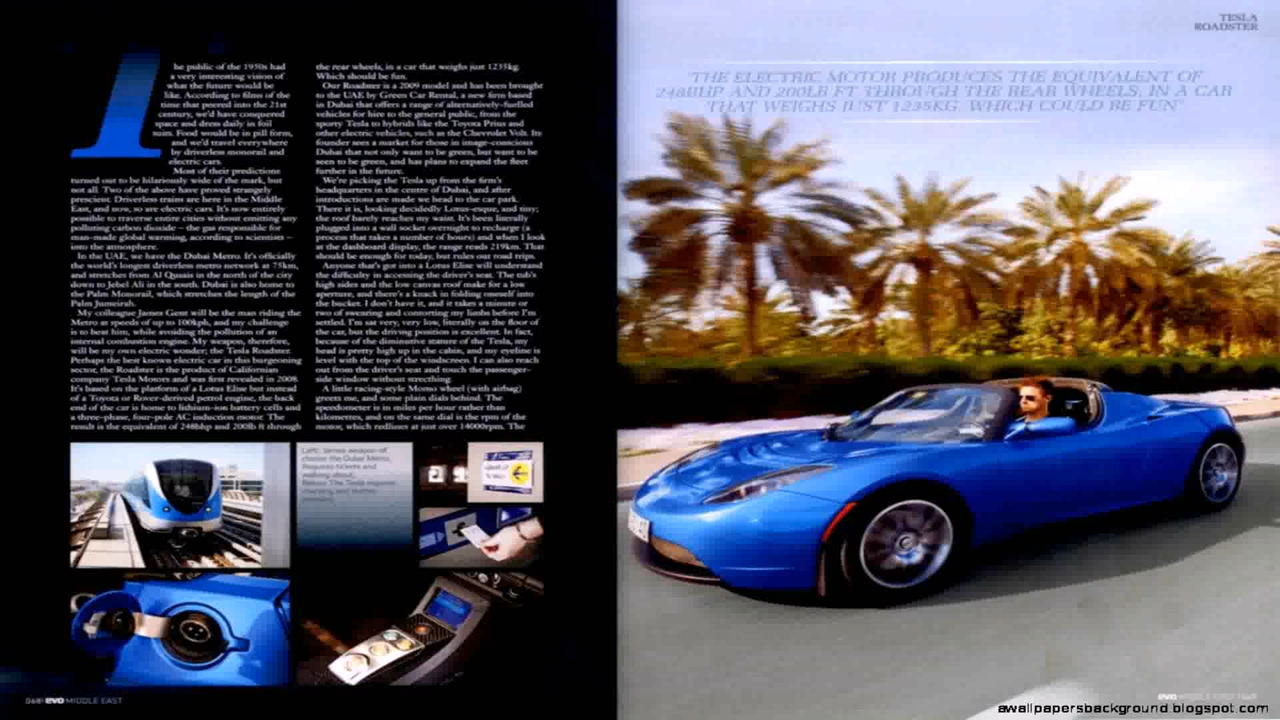 TESLA
ROADSTER
"THE ELECTRIC MOTOR PRODUCES THE EQUIVALENT OF
248BHP AND 200LB FT THROUGH THE REAR WHEELS, IN A CAR
THAT WEIGHS JUST 1235KG. WHICH COULD BE FUN"
he public of the 1950s had
a very interesting vision of
what the future would be
like. According to films of the
time that peered into the 21st
century, we'd have conquered
space and dress daily in foil
suits. Food would be in pill form,
and we'd travel everywhere
by driverless monorail and
electric cars.
Most of their predictions
turned out to be hilariously wide of the mark, but
not all. Two of the above have proved strangely
prescient. Driverless trains are here in the Middle
East, and now, so are electric cars. It's now entirely
possible to traverse entire cities without emitting any
polluting carbon dioxide – the gas responsible for
man-made global warming, according to scientists –
into the atmosphere.
In the UAE, we have the Dubai Metro. It's officially
the world's longest driverless metro network at 75km,
and stretches from Al Qusais in the north of the city
down to Jebel Ali in the south. Dubai is also home to
the Palm Monorail, which stretches the length of the
Palm Jumeirah.
My colleague James Gent will be the man riding the
Metro at speeds of up to 100kph, and my challenge
is to beat him, while avoiding the pollution of an
internal combustion engine. My weapon, therefore,
will be my own electric wonder; the Tesla Roadster.
Perhaps the best known electric car in this burgeoning
sector, the Roadster is the product of Californian
company Tesla Motors and was first revealed in 2008.
It's based on the platform of a Lotus Elise but instead
of a Toyota or Rover-derived petrol engine, the back
end of the car is home to lithium-ion battery cells and
a three-phase, four-pole AC induction motor. The
result is the equivalent of 248bhp and 200lb ft through
the rear wheels, in a car that weighs just 1235kg.
Which should be fun.
Our Roadster is a 2009 model and has been brought
to the UAE by Green Car Rental, a new firm based
in Dubai that offers a range of alternatively-fuelled
vehicles for hire to the general public, from the
sporty Tesla to hybrids like the Toyota Prius and
other electric vehicles, such as the Chevrolet Volt. Its
founder sees a market for those in image-conscious
Dubai that not only want to be green, but want to be
seen to be green, and has plans to expand the fleet
further in the future.
We're picking the Tesla up from the firm's
headquarters in the centre of Dubai, and after
introductions are made we head to the car park.
There it is, looking decidedly Lotus-esque, and tiny;
the roof barely reaches my waist. It's been literally
plugged into a wall socket overnight to recharge (a
process that takes a number of hours) and when I look
at the dashboard display, the range reads 219km. That
should be enough for today, but rules out road trips.
Anyone that's got into a Lotus Elise will understand
the difficulty in accessing the driver's seat. The tub's
high sides and the low canvas roof make for a low
aperture, and there's a knack in folding oneself into
the bucket. I don't have it, and it takes a minute or
two of swearing and contorting my limbs before I'm
settled. I'm sat very, very low, literally on the floor of
the car, but the driving position is excellent. In fact,
because of the diminutive stature of the Tesla, my
head is pretty high up in the cabin, and my eyeline is
level with the top of the windscreen. I can also reach
out from the driver's seat and touch the passenger-
side window without stretching.
A little racing-style Momo wheel (with airbag)
greets me, and some plain dials behind. The
speedometer is in miles per hour rather than
kilometres, and on the same dial is the rpm of the
motor, which redlines at just over 14000rpm. The
Left: James' weapon of
choice: the Dubai Metro.
Requires tickets and
walking about.
Below: The Tesla requires
068 evo MIDDLE EAST
evo MIDDLE EAST
awallpapersbackground.blogspot.com